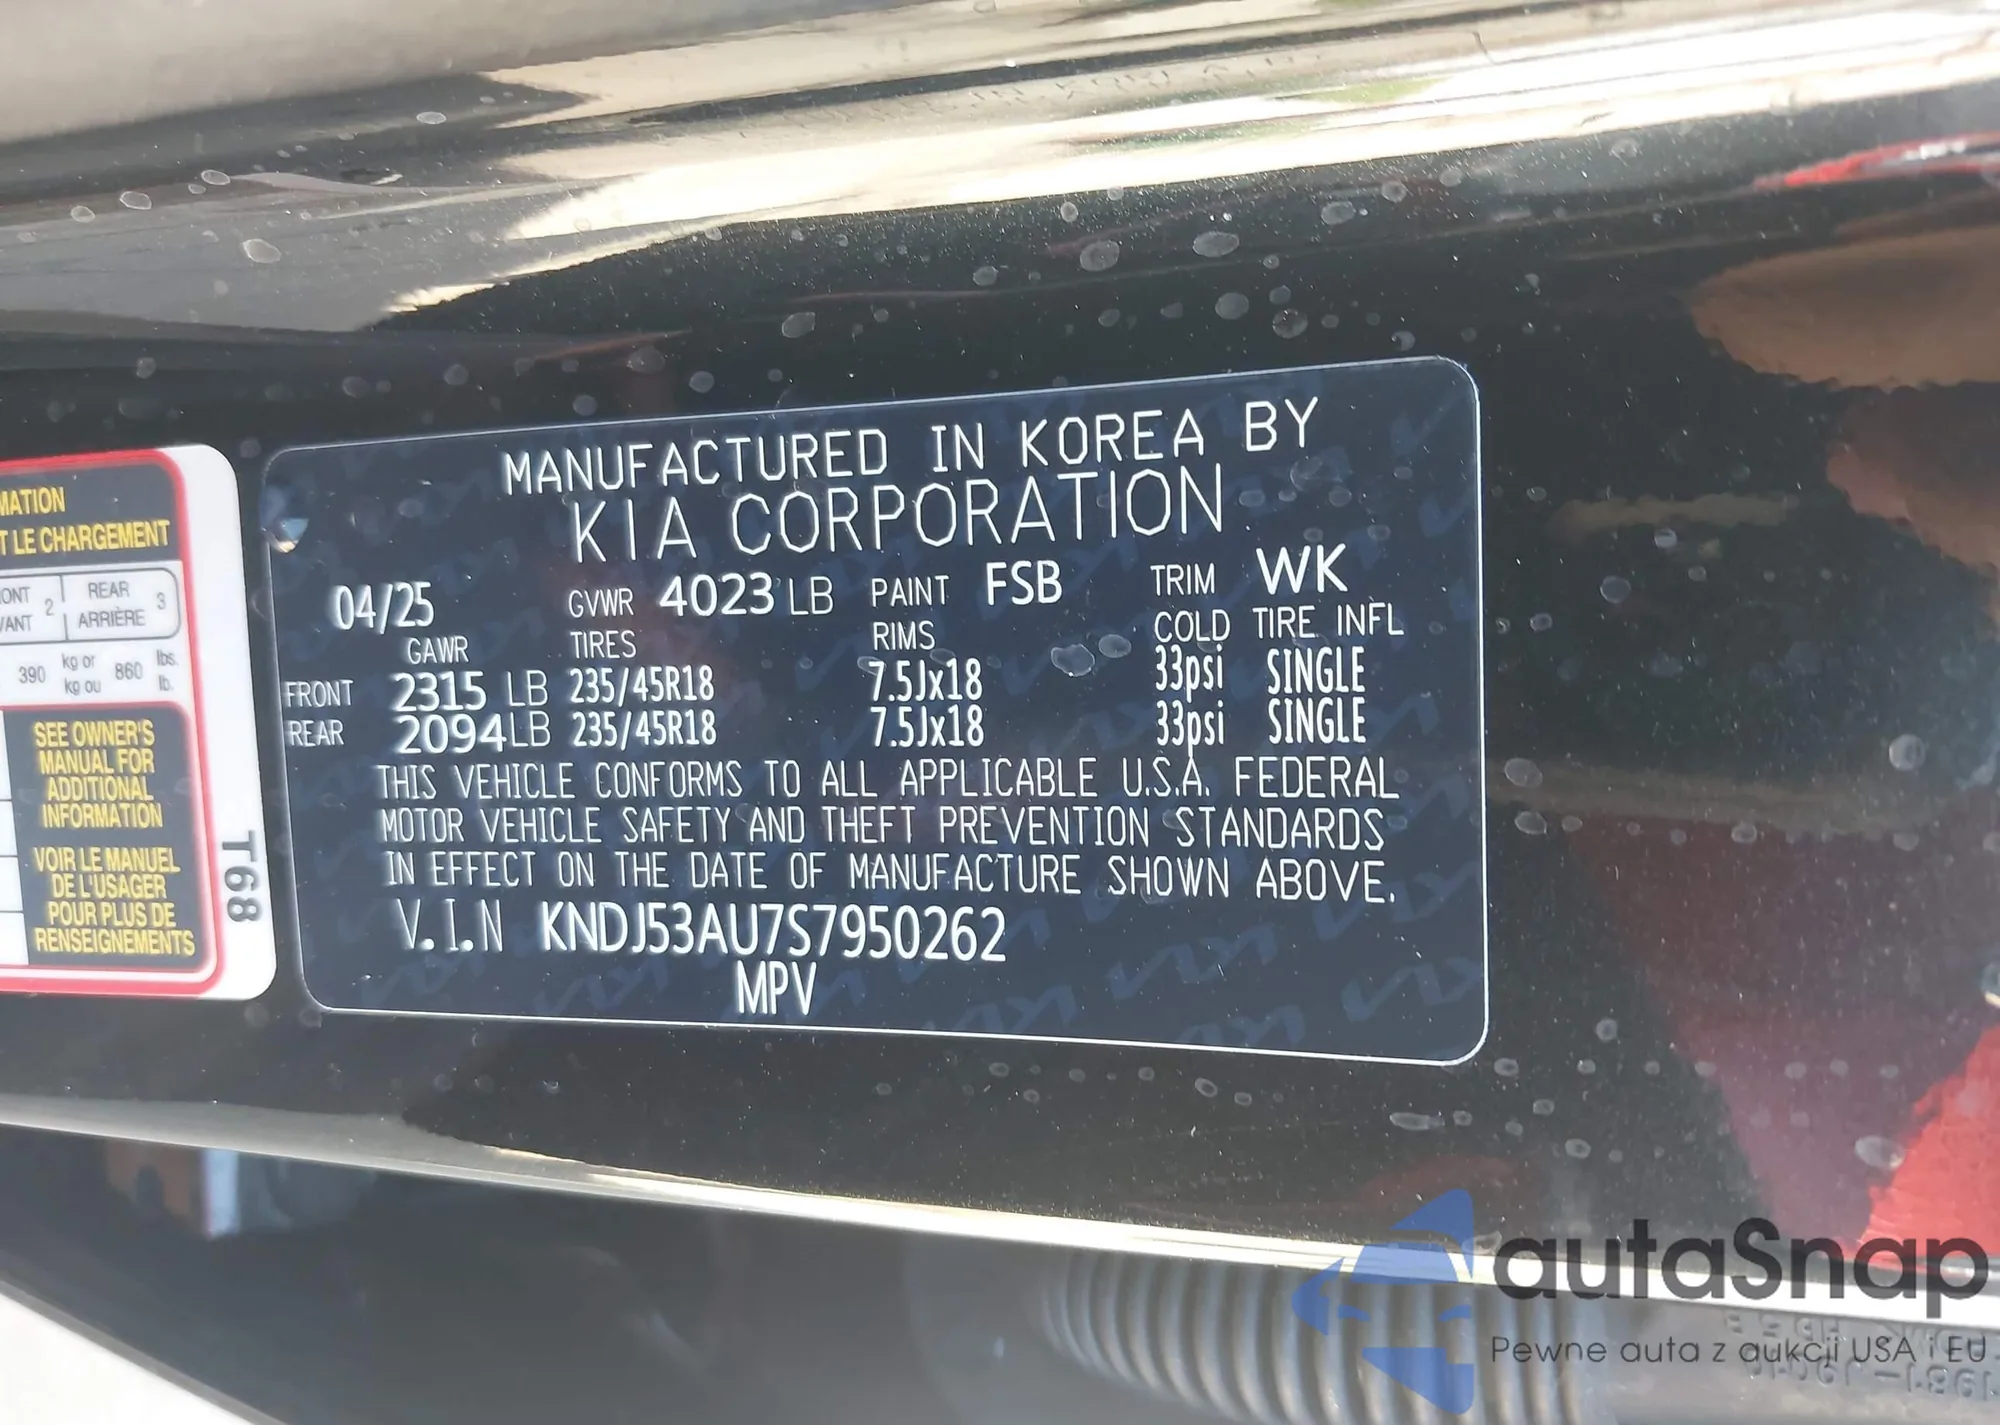 MANUFACTURED IN KOREA BY
KIA CORPORATION
04/25 GVWR 4023 LB PAINT FSB TRIM WK
GAWR TIRES RIMS COLD TIRE INFL
FRONT 2315 LB 235/45R18 7.5Jx18 33psi SINGLE
REAR 2094 LB 235/45R18 7.5Jx18 33psi SINGLE
THIS VEHICLE CONFORMS TO ALL APPLICABLE U.S.A. FEDERAL
MOTOR VEHICLE SAFETY AND THEFT PREVENTION STANDARDS
IN EFFECT ON THE DATE OF MANUFACTURE SHOWN ABOVE.
V.I.N KNDJ53AU7S7950262
MPV
MATION
T LE CHARGEMENT
ONT 2 REAR 3
VANT ARRIÈRE
390 kg or 860 lbs.
kg ou lb.
SEE OWNER'S
MANUAL FOR
ADDITIONAL
INFORMATION
VOIR LE MANUEL
DE L'USAGER
POUR PLUS DE
RENSEIGNEMENTS
T68
autaSnap
Pewne auta z aukcji USA i EU